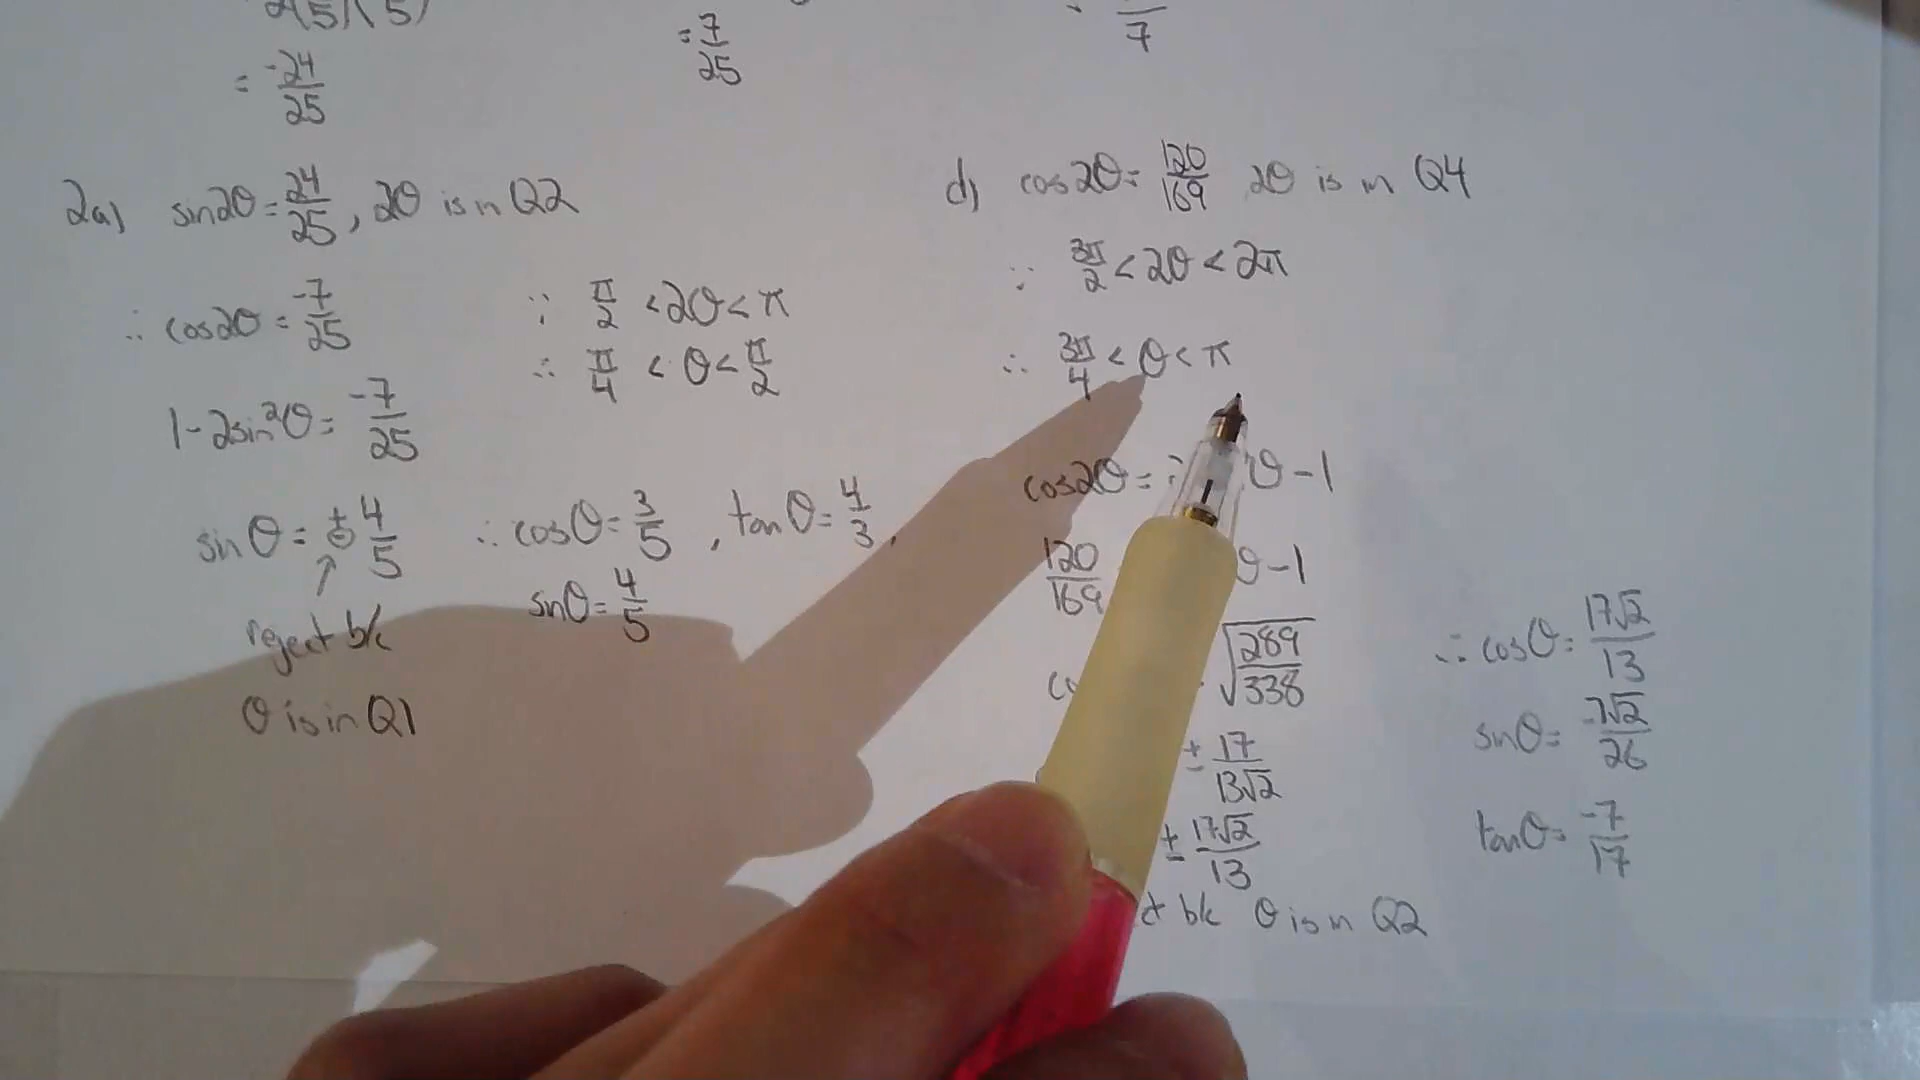 = -24/25
= 7/25
7
2a) sin2θ = 24/25, 2θ is in Q2
∴ cos2θ = -7/25
∵ π/2 < 2θ < π
∴ π/4 < θ < π/2
1-2sin²θ = -7/25
sinθ = ± 4/5
∴ cosθ = 3/5, tanθ = 4/3,
sinθ = 4/5
reject b/c
θ is in Q1
d) cos2θ = 120/169 2θ is in Q4
∵ 3π/2 < 2θ < 2π
∴ 3π/4 < θ < π
cos2θ = θ - 1
120/169 θ - 1
√289/338
± 17/13√2
± 17√2/13
b/c θ is in Q2
∴ cosθ = 17√2/13
sinθ = -7√2/26
tanθ = -7/17